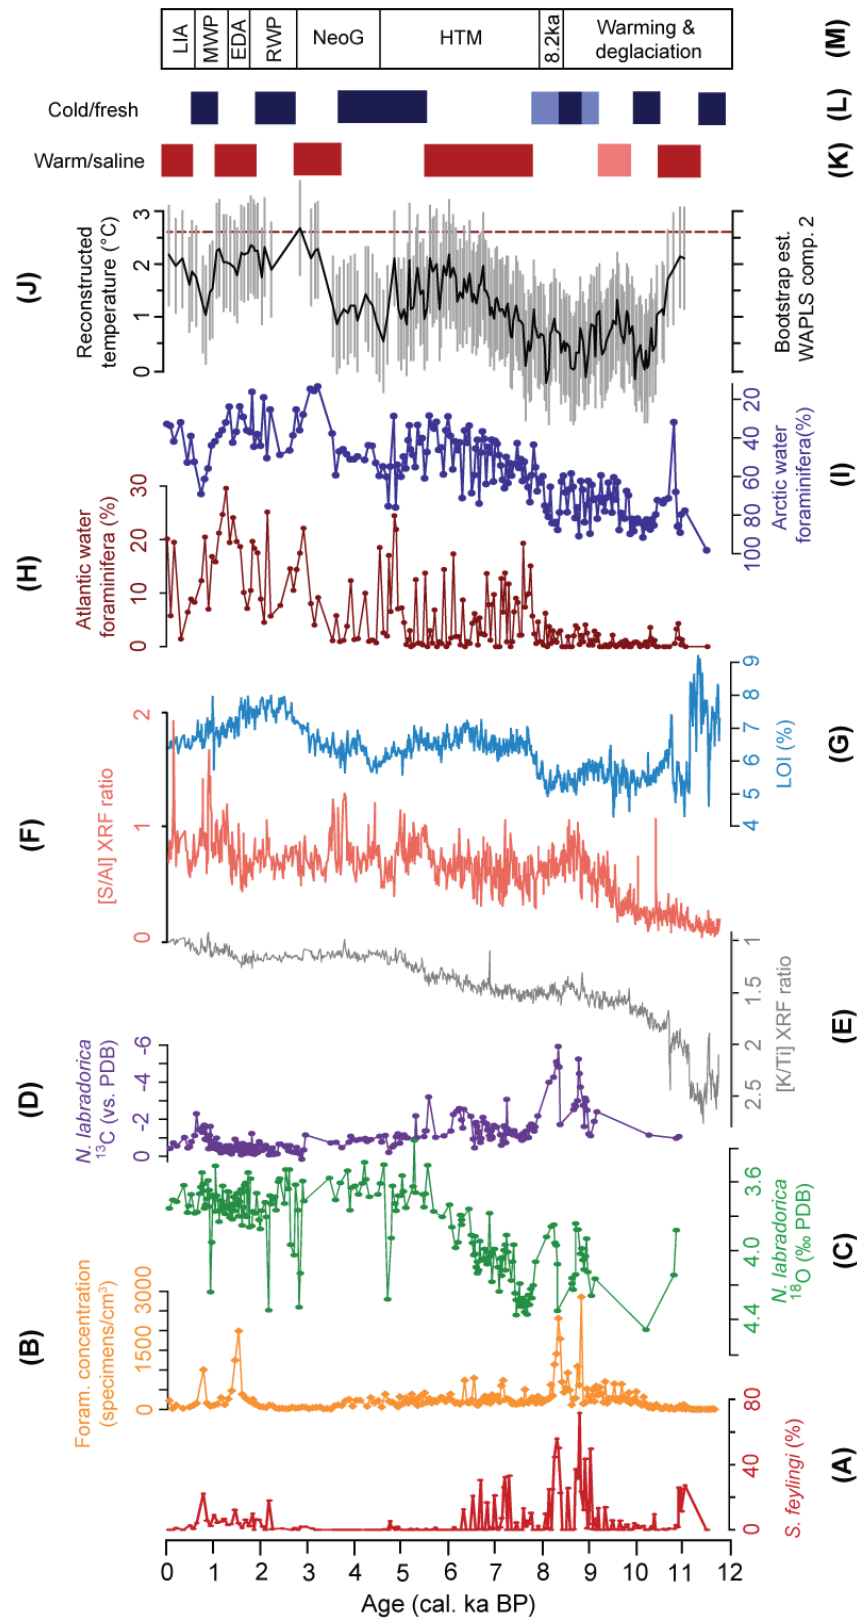 LIA
MWP
EDA
RWP
NeoG
HTM
8.2ka
Warming &
deglaciation
(M)
Cold/fresh
(L)
Warm/saline
(K)
(J)
Reconstructed
temperature (°C)
3
2
1
0
Bootstrap est.
WAPLS comp. 2
20
40
60
80
100
Arctic water
foraminifera(%)
(I)
(H)
Atlantic water
foraminifera (%)
30
20
10
0
9
8
7
6
5
4
LOI (%)
(G)
(F)
[S/Al] XRF ratio
2
1
0
1
1.5
2
2.5
[K/Ti] XRF ratio
(E)
(D)
N. labradorica
13C (vs. PDB)
-6
-4
-2
0
3.6
4.0
4.4
N. labradorica
18O (‰ PDB)
(C)
(B)
Foram. concentration
(specimens/cm³)
3000
1500
0
80
40
0
S. feylingi (%)
(A)
0 1 2 3 4 5 6 7 8 9 10 11 12
Age (cal. ka BP)